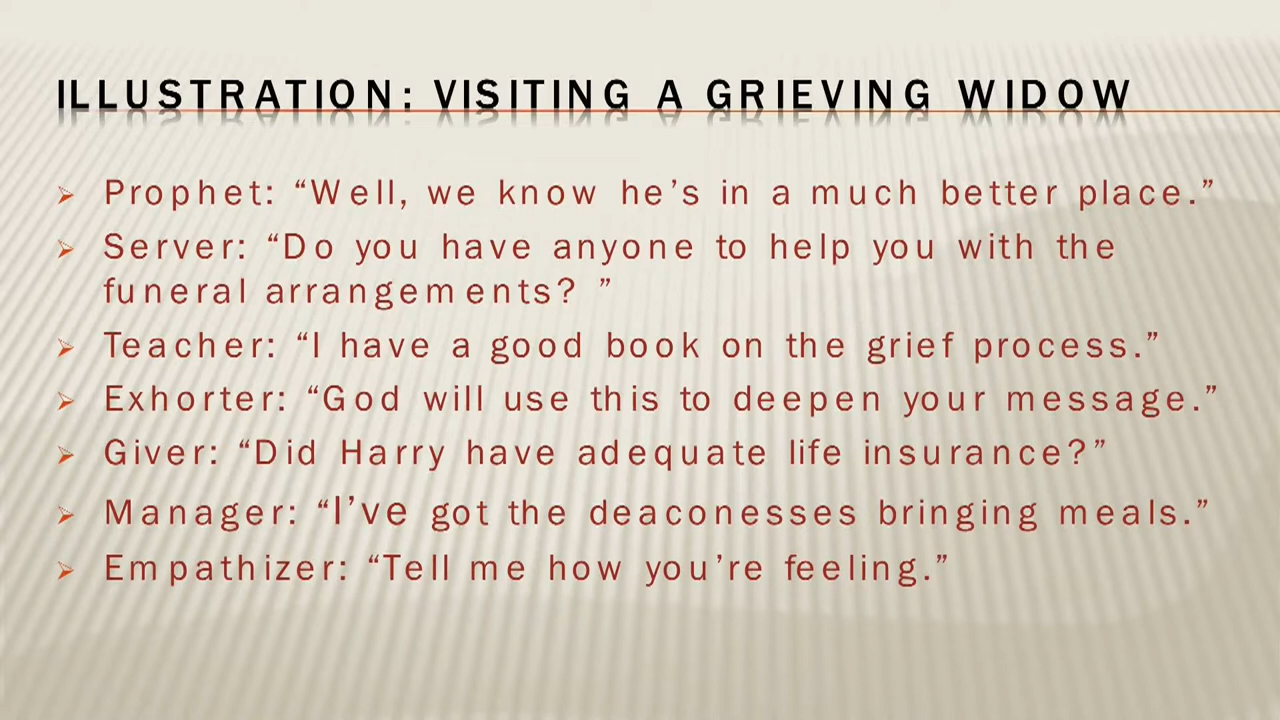 ILLUSTRATION: VISITING A GRIEVING WIDOW
Prophet: “Well, we know he’s in a much better place.”
Server: “Do you have anyone to help you with the
funeral arrangements? ”
Teacher: “I have a good book on the grief process.”
Exhorter: “God will use this to deepen your message.”
Giver: “Did Harry have adequate life insurance?”
Manager: “I’ve got the deaconesses bringing meals.”
Empathizer: “Tell me how you’re feeling.”